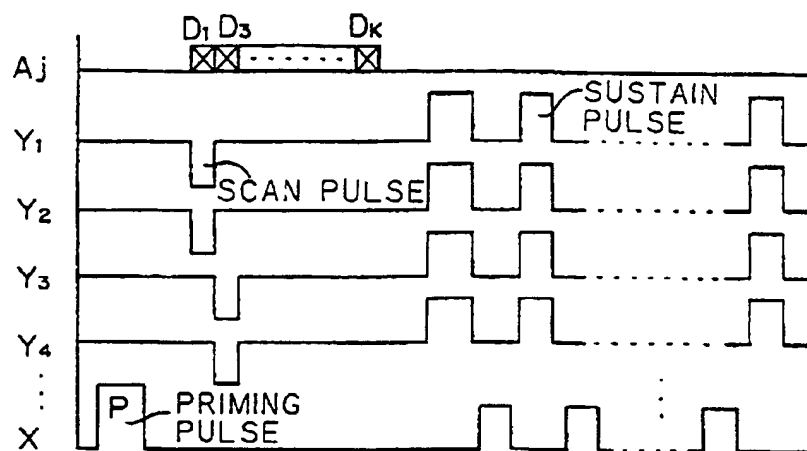 D1 D3 DK
Aj
SUSTAIN
PULSE
Y1
SCAN PULSE
Y2
Y3
Y4
P
PRIMING
PULSE
X